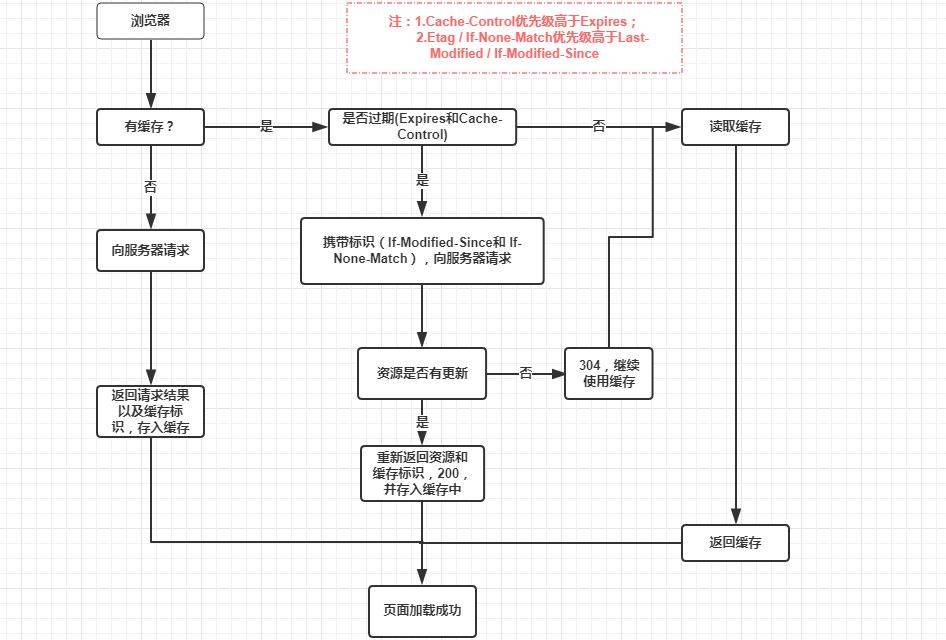 浏览器
注：1.Cache-Control优先级高于Expires；
2.Etag / If-None-Match优先级高于Last-
Modified / If-Modified-Since
有缓存？
是
是否过期(Expires和Cache-
Control)
否
读取缓存
否
是
向服务器请求
携带标识（If-Modified-Since和 If-
None-Match），向服务器请求
资源是否有更新
否
304，继续
使用缓存
返回请求结果
以及缓存标
识，存入缓存
是
重新返回资源和
缓存标识，200，
并存入缓存中
返回缓存
页面加载成功